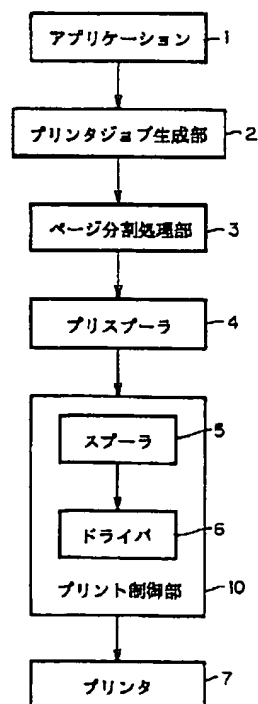 アプリケーション 1
プリンタジョブ生成部 2
ページ分割処理部 3
プリスプーラ 4
スプーラ 5
ドライバ 6
プリント制御部 10
プリンタ 7